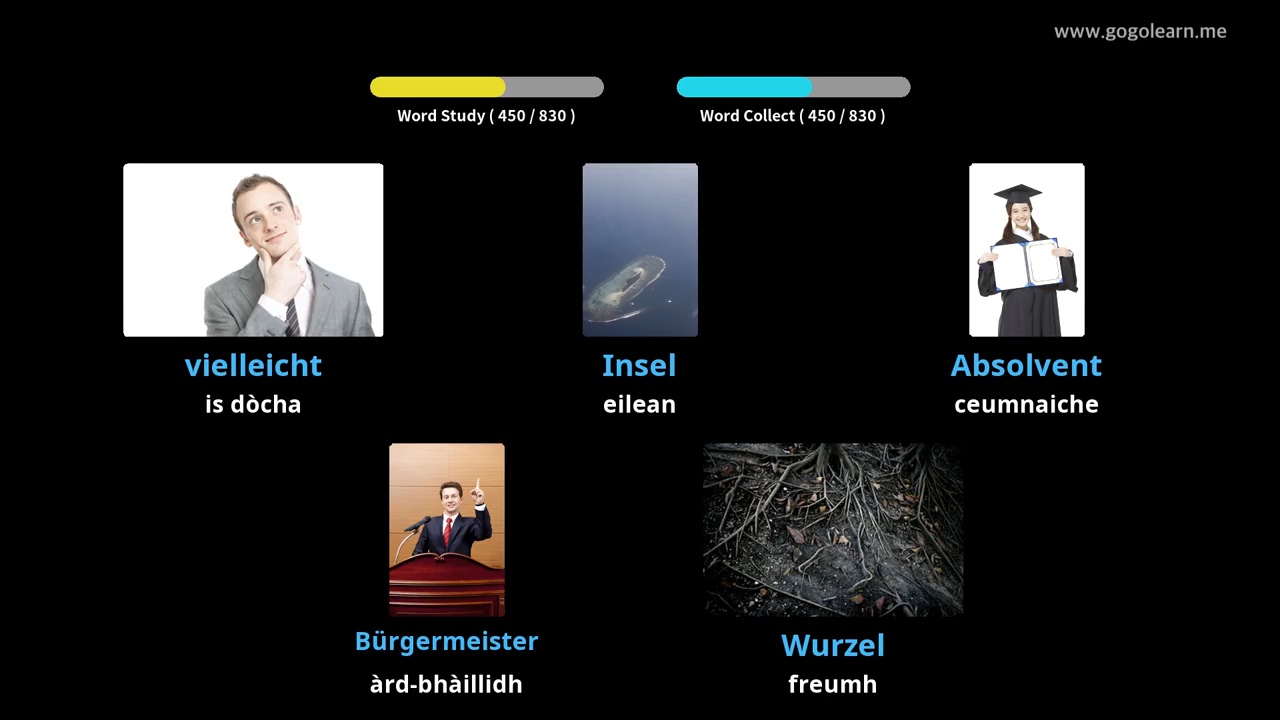 www.gogolearn.me
Word Study ( 450 / 830 )
Word Collect ( 450 / 830 )
vielleicht
is dòcha
Insel
eilean
Absolvent
ceumnaiche
Bürgermeister
àrd-bhàillidh
Wurzel
freumh